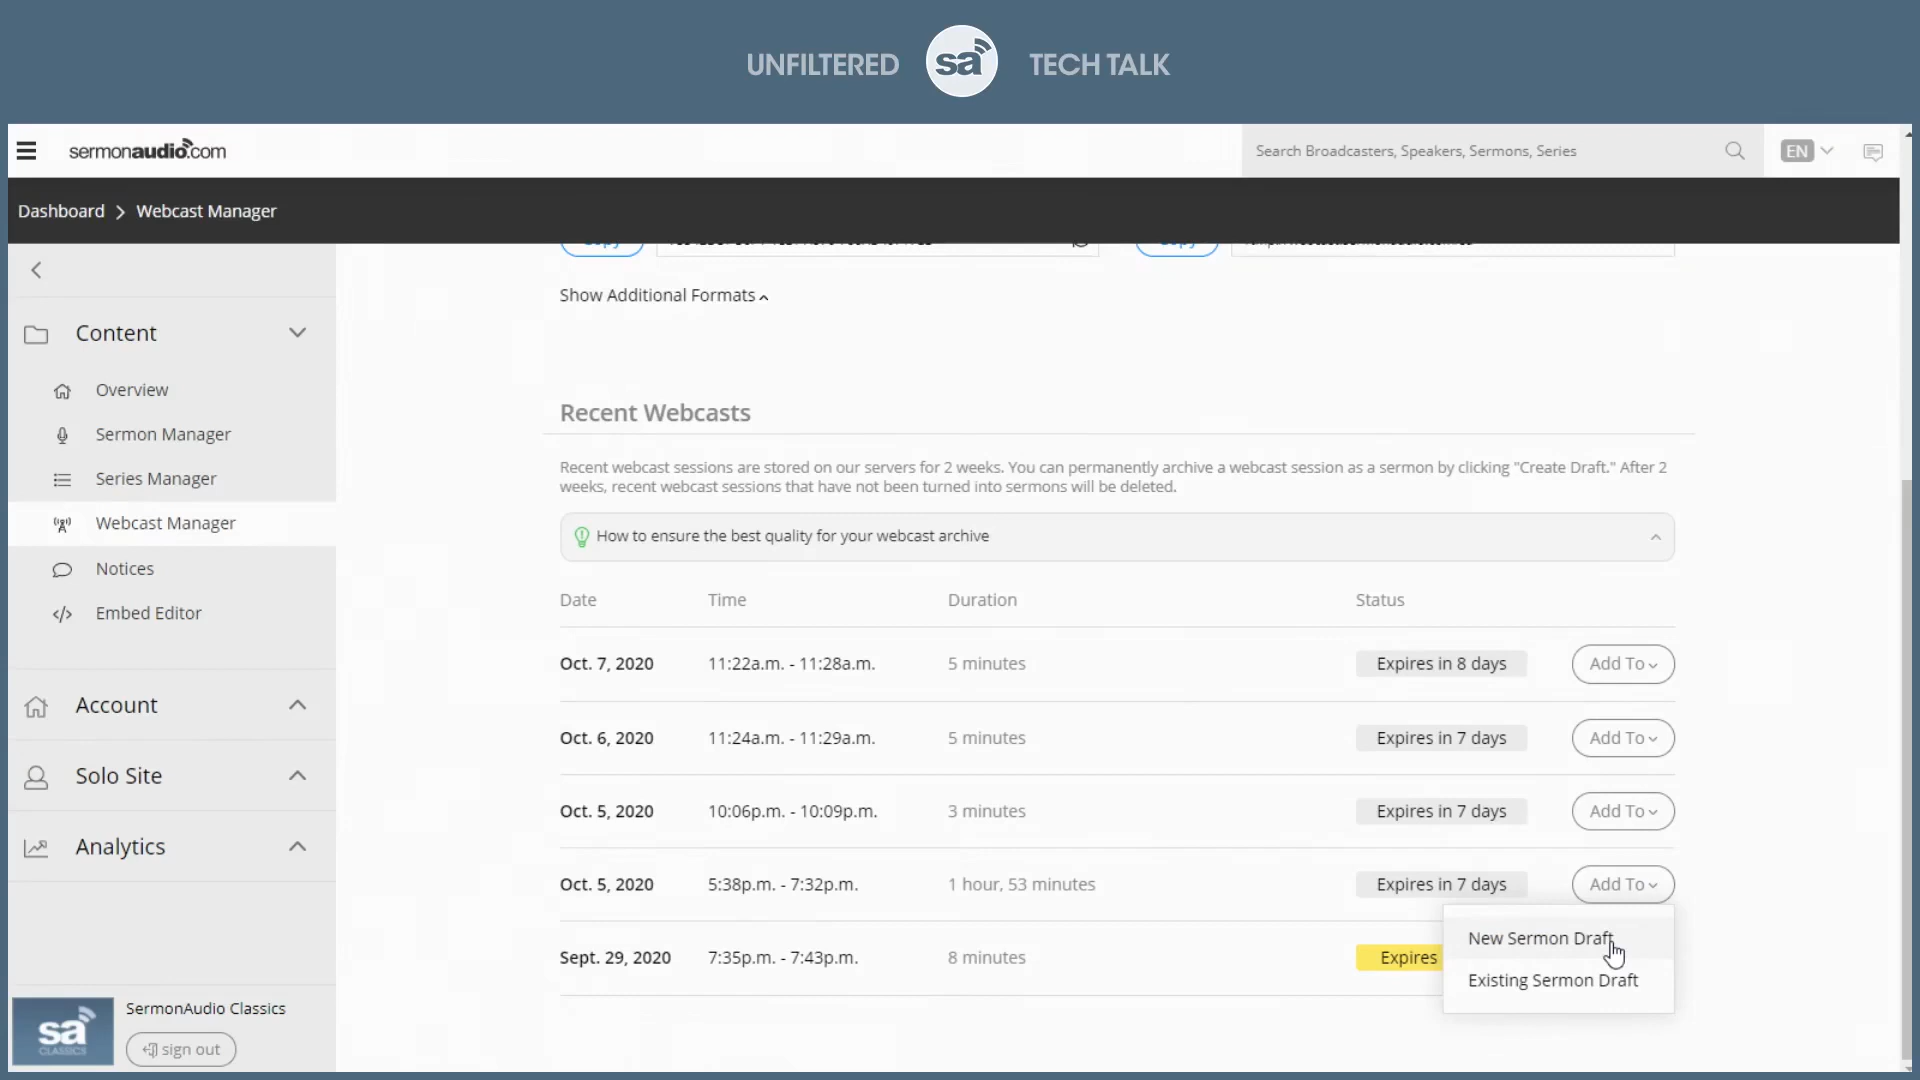 UNFILTERED sa TECH TALK
sermonaudio.com
Search Broadcasters, Speakers, Sermons, Series
EN
Dashboard > Webcast Manager
Copy
Copy
Show Additional Formats
Content
Overview
Sermon Manager
Series Manager
Webcast Manager
Notices
Embed Editor
Account
Solo Site
Analytics
sa
CLASSICS
SermonAudio Classics
sign out
Recent Webcasts
Recent webcast sessions are stored on our servers for 2 weeks. You can permanently archive a webcast session as a sermon by clicking "Create Draft." After 2
weeks, recent webcast sessions that have not been turned into sermons will be deleted.
How to ensure the best quality for your webcast archive
Date Time Duration Status
Oct. 7, 2020 11:22a.m. - 11:28a.m. 5 minutes Expires in 8 days Add To
Oct. 6, 2020 11:24a.m. - 11:29a.m. 5 minutes Expires in 7 days Add To
Oct. 5, 2020 10:06p.m. - 10:09p.m. 3 minutes Expires in 7 days Add To
Oct. 5, 2020 5:38p.m. - 7:32p.m. 1 hour, 53 minutes Expires in 7 days Add To
Sept. 29, 2020 7:35p.m. - 7:43p.m. 8 minutes Expires
New Sermon Draft
Existing Sermon Draft